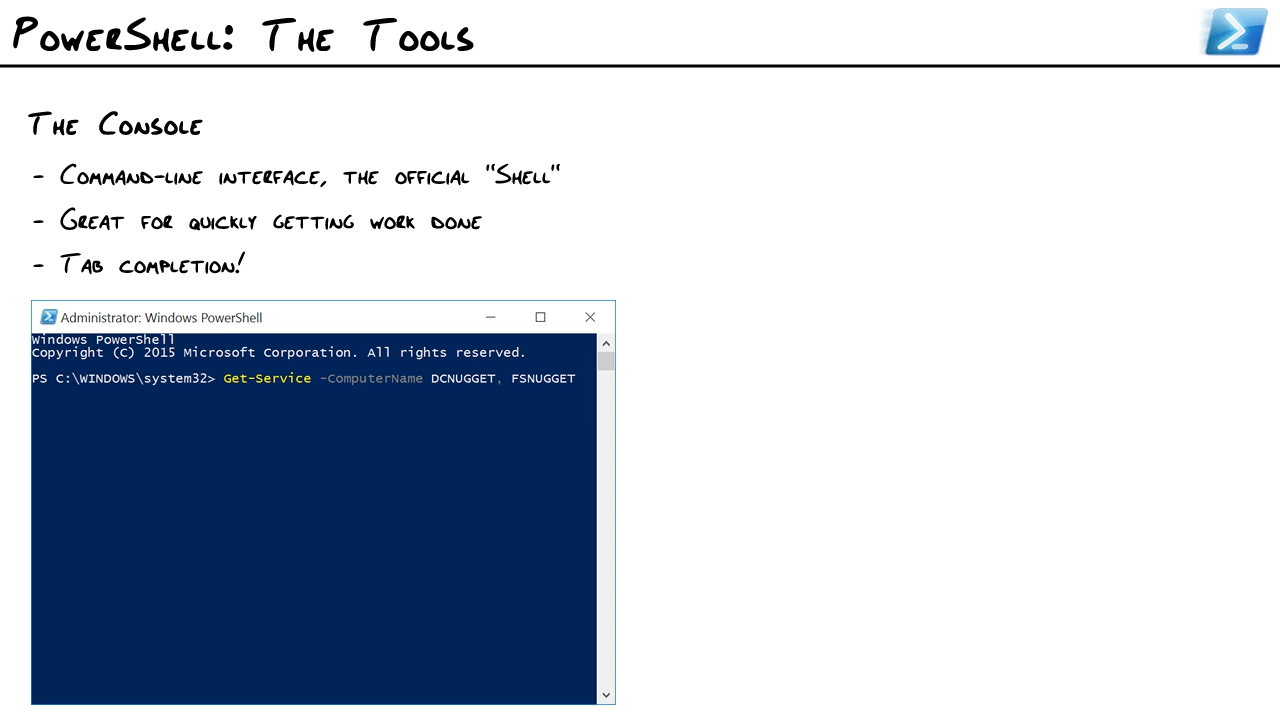 PowerShell: The Tools
The Console
- Command-line interface, the official "Shell"
- Great for quickly getting work done
- Tab completion!
Administrator: Windows PowerShell
Windows PowerShell
Copyright (C) 2015 Microsoft Corporation. All rights reserved.
PS C:\WINDOWS\system32> Get-Service -ComputerName DCNUGGET, FSNUGGET